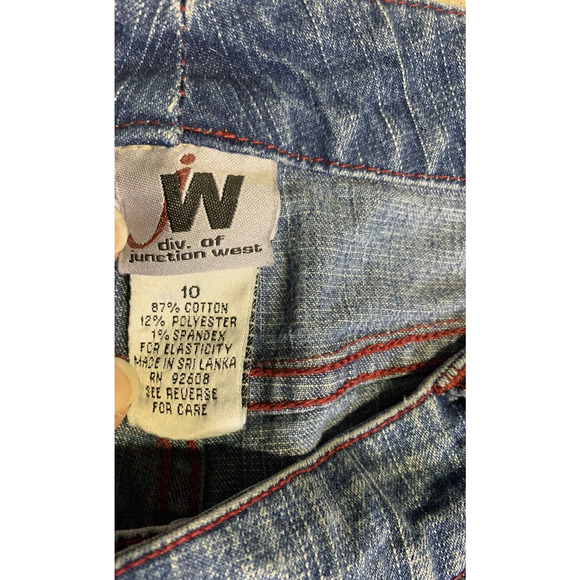 jW
div. of
junction west
10
87% COTTON
12% POLYESTER
1% SPANDEX
FOR ELASTICITY
MADE IN SRI LANKA
RN 92608
SEE REVERSE
FOR CARE